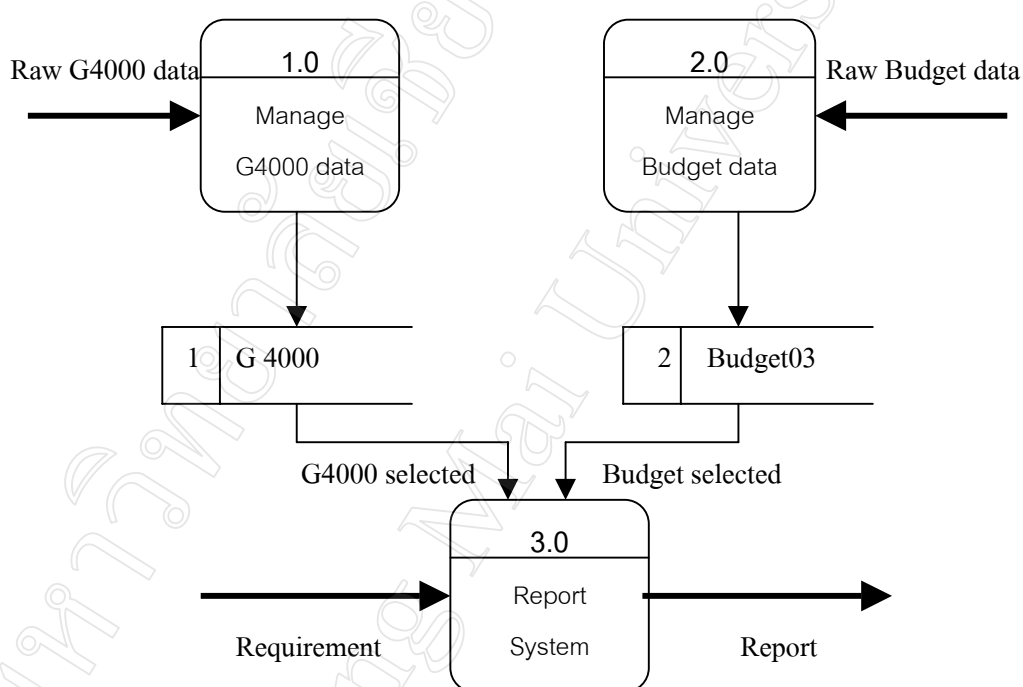 1.0
2.0
Raw G4000 data
Raw Budget data
Manage
G4000 data
Manage
Budget data
1 G 4000
2 Budget03
G4000 selected
Budget selected
3.0
Report
System
Requirement
Report